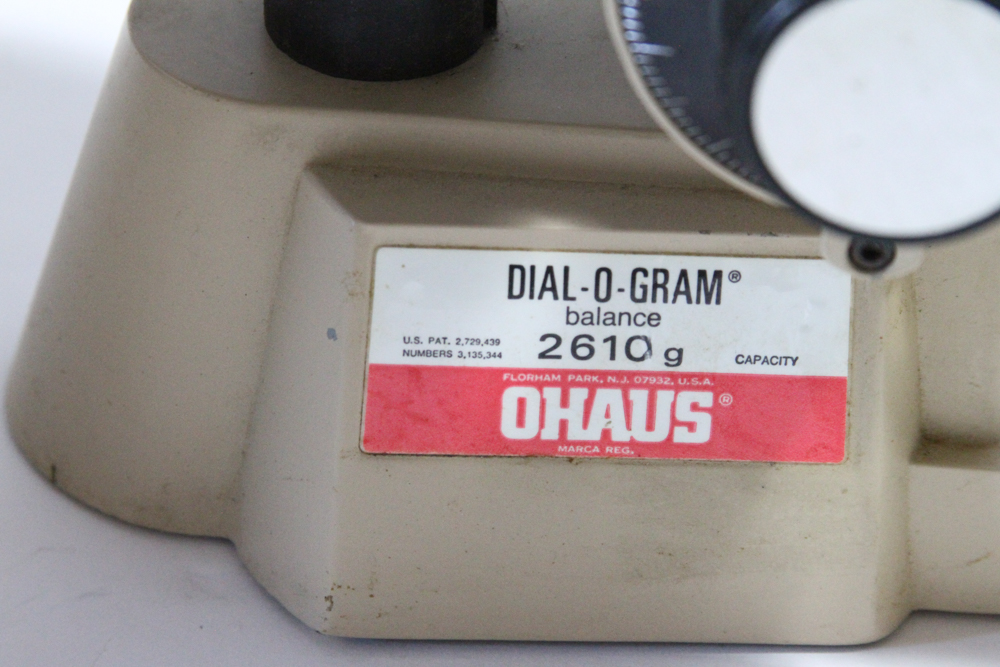 DIAL-O-GRAM®
balance
U.S. PAT. 2,729,439
NUMBERS 3,135,344
2610 g
CAPACITY
FLORHAM PARK, N.J. 07932, U.S.A.
OHAUS®
MARCA REG.